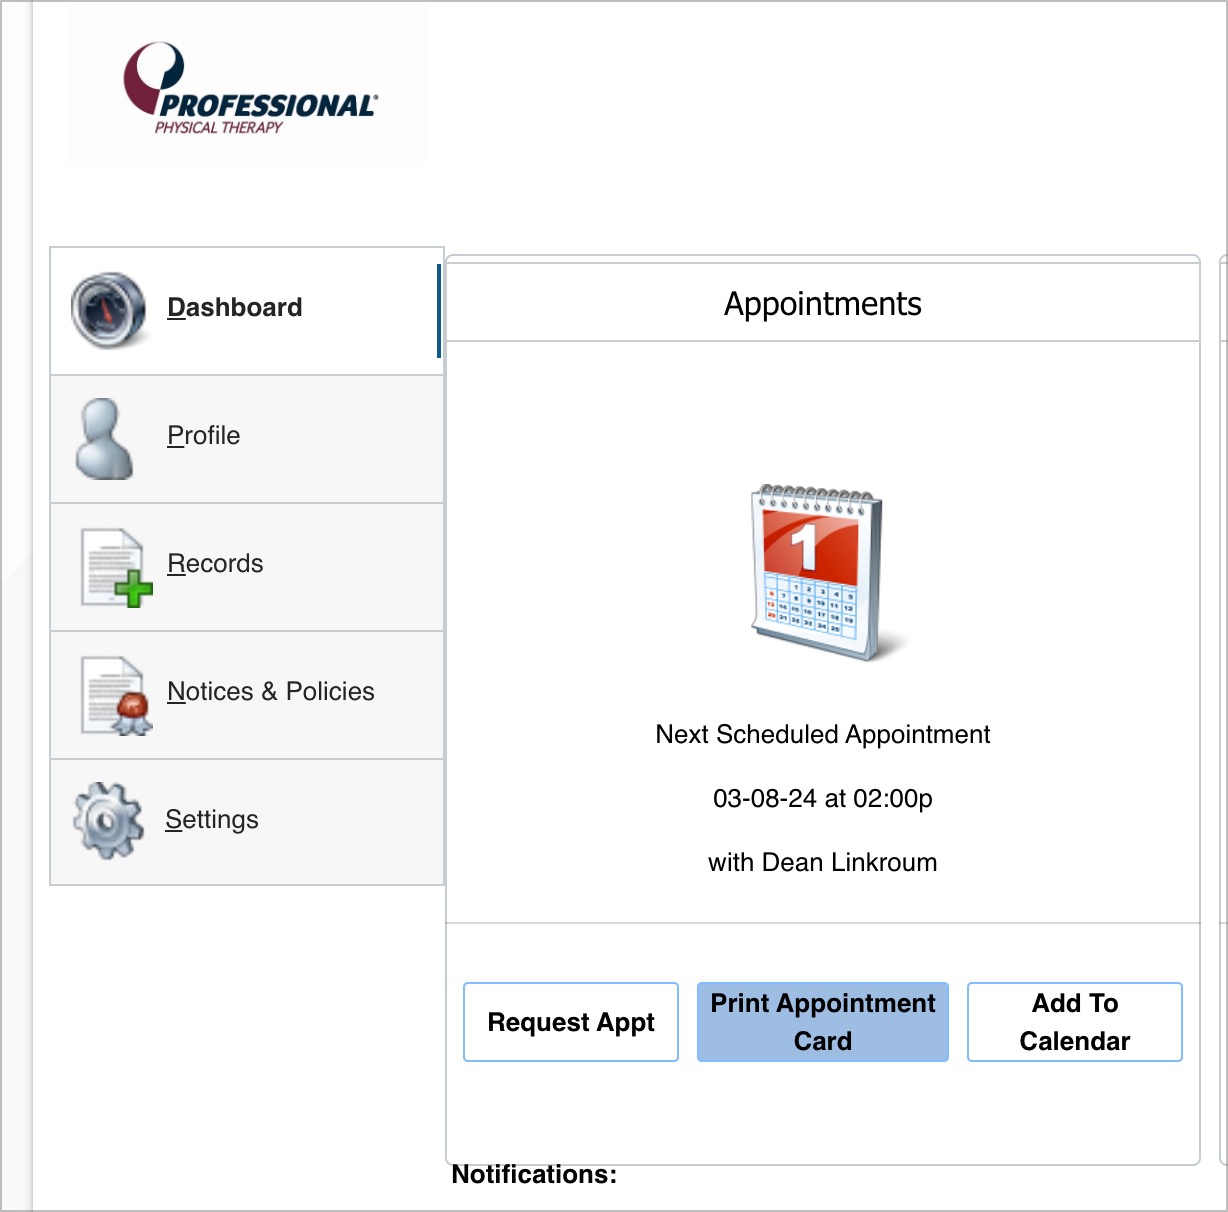 PROFESSIONAL®
PHYSICAL THERAPY
Dashboard
Profile
Records
Notices & Policies
Settings
Appointments
1
Next Scheduled Appointment
03-08-24 at 02:00p
with Dean Linkroum
Request Appt
Print Appointment
Card
Add To
Calendar
Notifications: